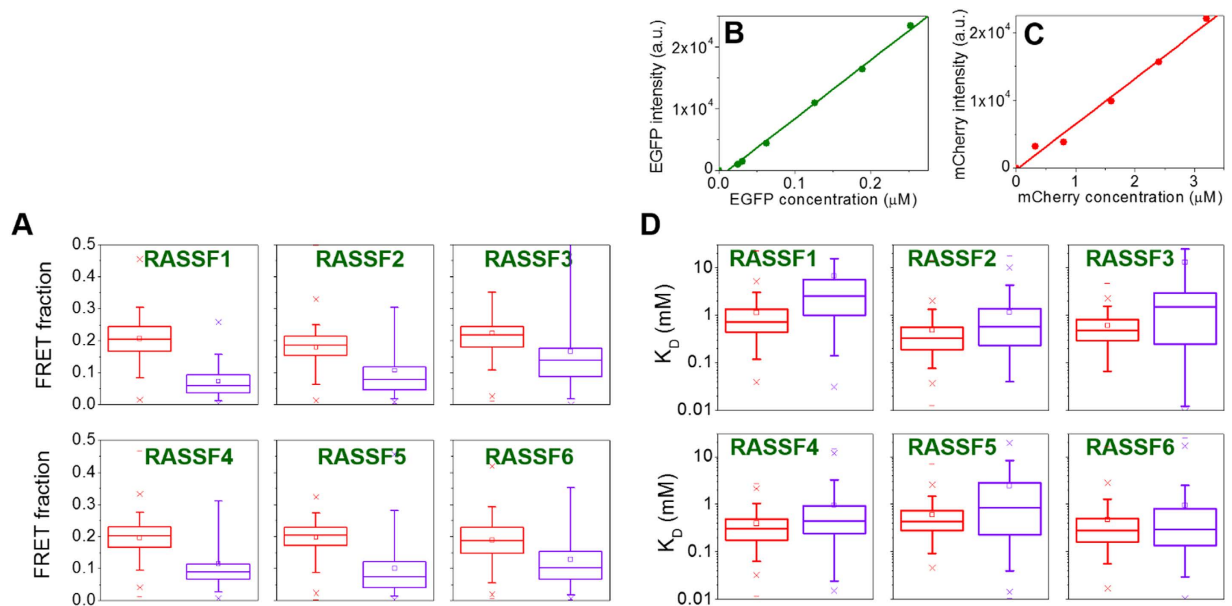 B
EGFP intensity (a.u.)
2x10⁴
1x10⁴
0
0.0
0.1
0.2
EGFP concentration (μM)
C
mCherry intensity (a.u.)
2x10⁴
1x10⁴
0
0
1
2
3
mCherry concentration (μM)
A
FRET fraction
0.5
0.4
0.3
0.2
0.1
0.0
RASSF1
RASSF2
RASSF3
FRET fraction
0.5
0.4
0.3
0.2
0.1
0.0
RASSF4
RASSF5
RASSF6
D
K_D (mM)
10
1
0.1
0.01
RASSF1
RASSF2
RASSF3
K_D (mM)
10
1
0.1
0.01
RASSF4
RASSF5
RASSF6